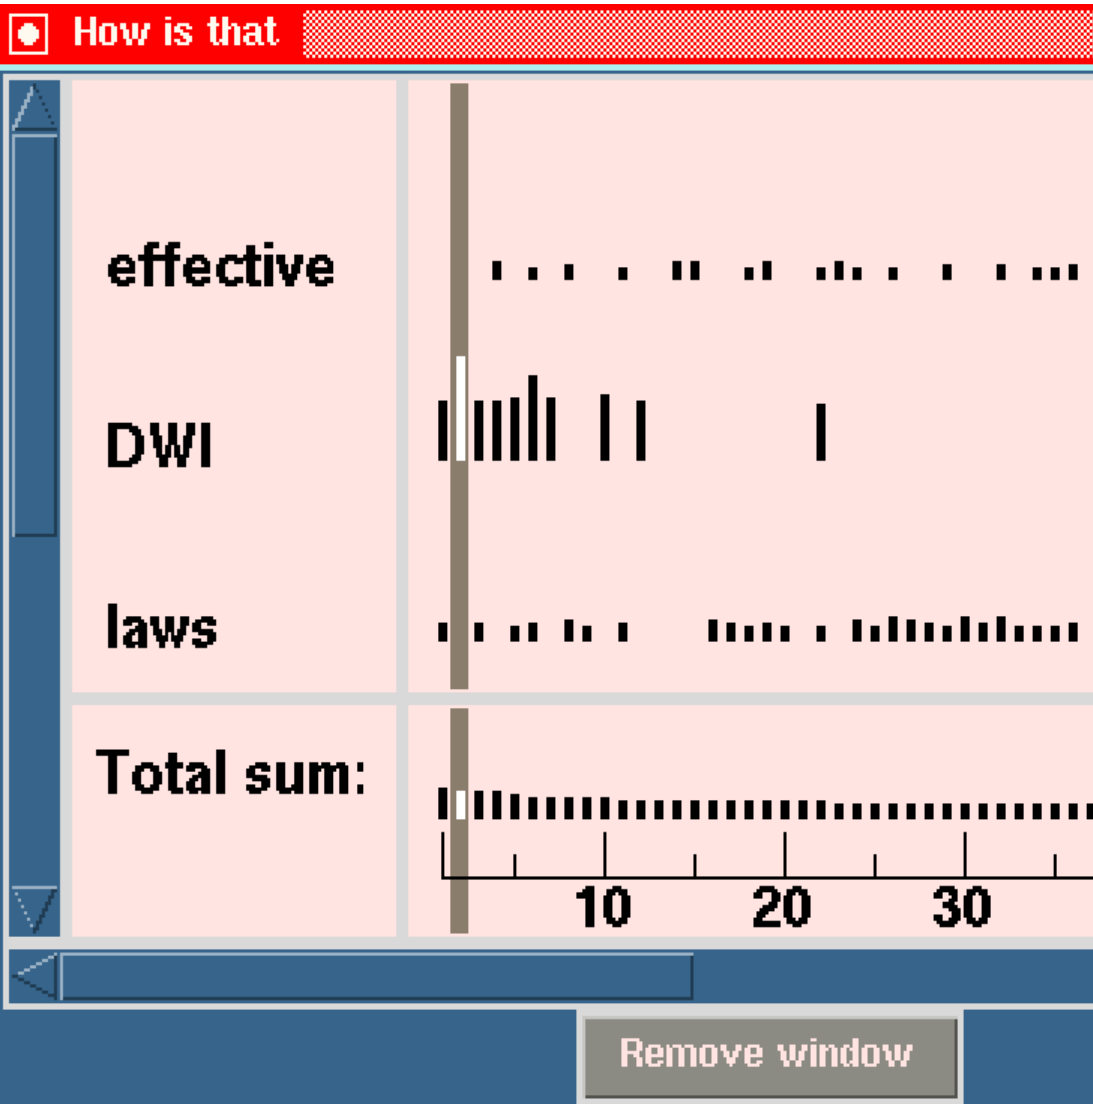 How is that
effective
DWI
laws
Total sum:
10 20 30
Remove window